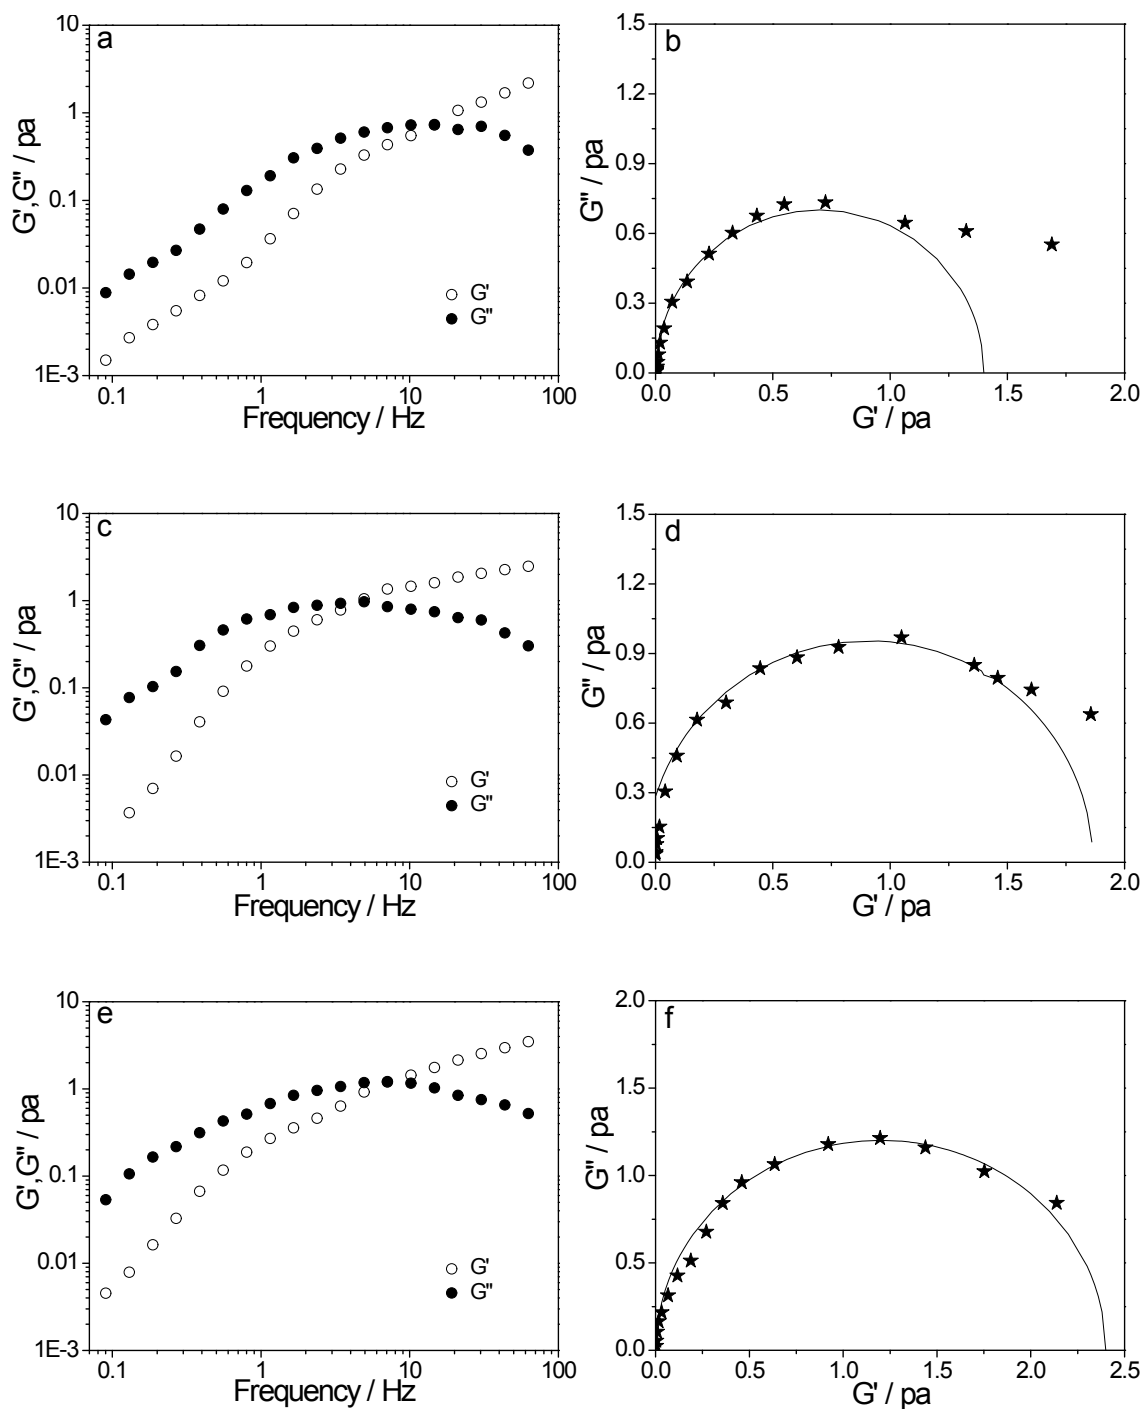 a
10
1
0.1
0.01
1E-3
G',G" / pa
G'
G"
0.1 1 10 100
Frequency / Hz
b
1.5
1.2
0.9
0.6
0.3
0.0
G" / pa
0.0 0.5 1.0 1.5 2.0
G' / pa
c
10
1
0.1
0.01
1E-3
G',G" / pa
G'
G"
0.1 1 10 100
Frequency / Hz
d
1.5
1.2
0.9
0.6
0.3
0.0
G" / pa
0.0 0.5 1.0 1.5 2.0
G' / pa
e
10
1
0.1
0.01
1E-3
G',G" / pa
G'
G"
0.1 1 10 100
Frequency / Hz
f
2.0
1.5
1.0
0.5
0.0
G" / pa
0.0 0.5 1.0 1.5 2.0 2.5
G' / pa